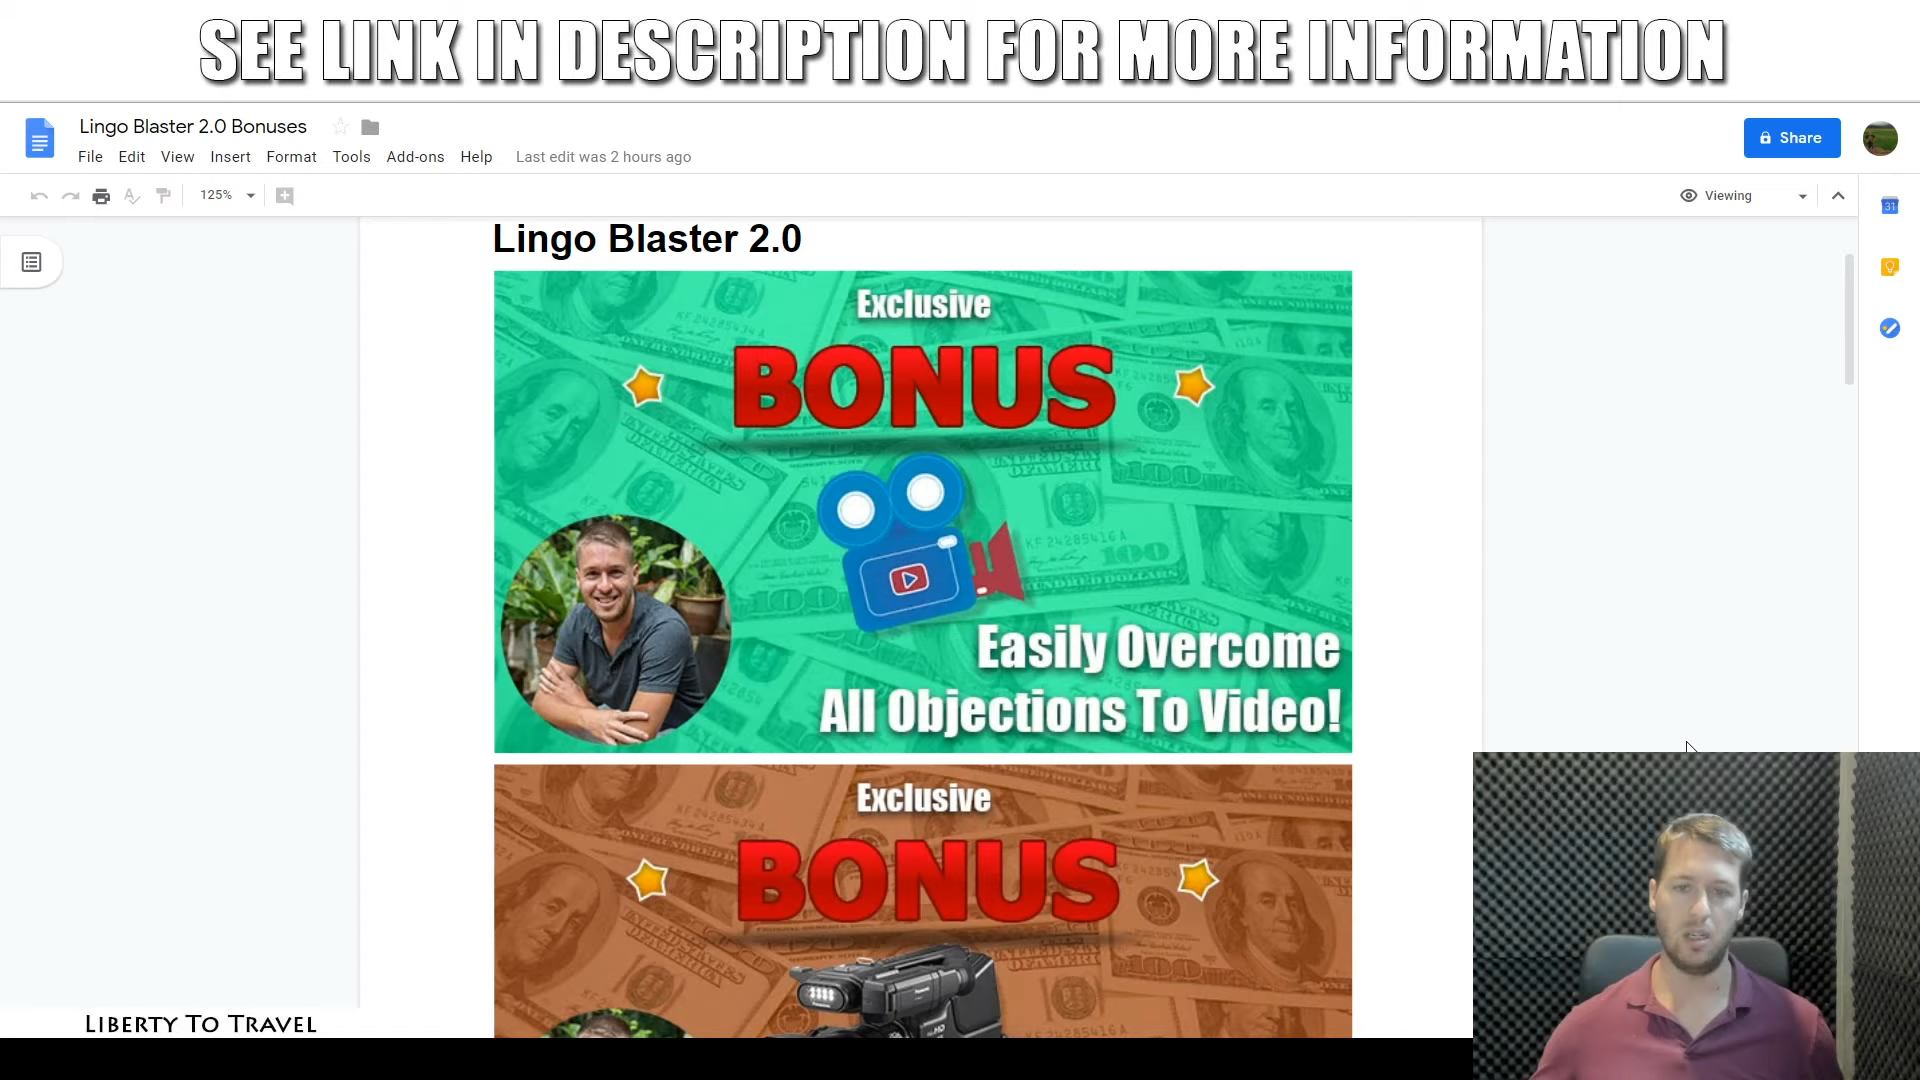 SEE LINK IN DESCRIPTION FOR MORE INFORMATION
Lingo Blaster 2.0 Bonuses
File Edit View Insert Format Tools Add-ons Help Last edit was 2 hours ago
Share
125%
Viewing
31
Lingo Blaster 2.0
Exclusive
BONUS
Easily Overcome
All Objections To Video!
Exclusive
BONUS
LIBERTY TO TRAVEL